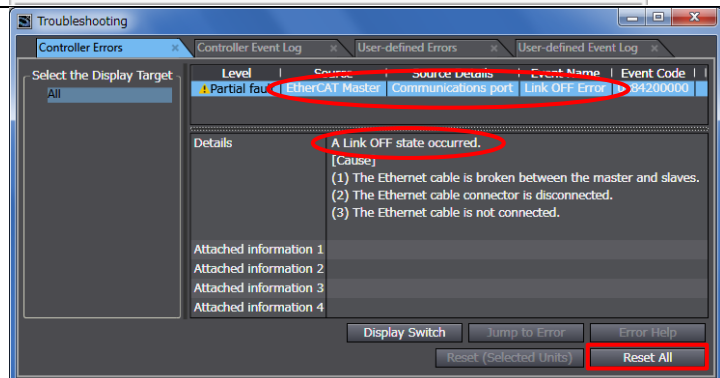 Troubleshooting
Controller Errors × Controller Event Log × User-defined Errors × User-defined Event Log ×
Select the Display Target
All
Level Source Source Details Event Name Event Code
Partial fau EtherCAT Master Communications port Link OFF Error 84200000
Details A Link OFF state occurred.
[Cause]
(1) The Ethernet cable is broken between the master and slaves.
(2) The Ethernet cable connector is disconnected.
(3) The Ethernet cable is not connected.
Attached information 1
Attached information 2
Attached information 3
Attached information 4
Display Switch Jump to Error Error Help
Reset (Selected Units) Reset All